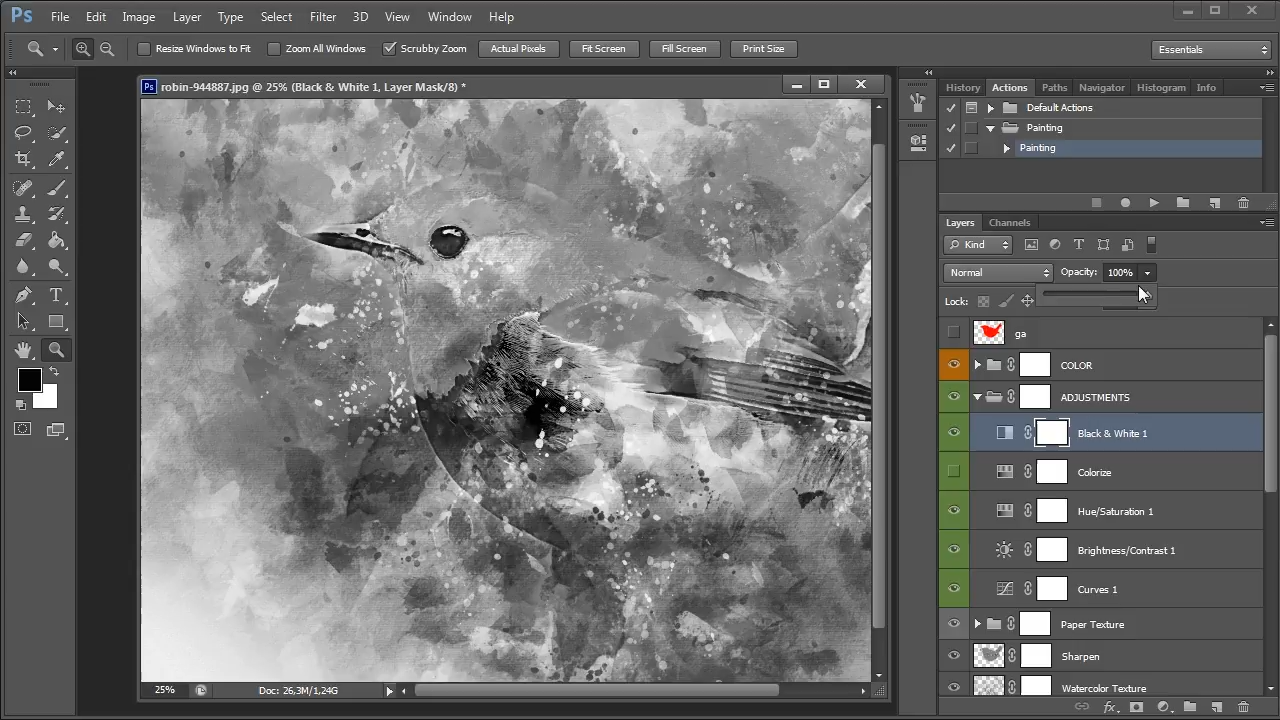 Ps File Edit Image Layer Type Select Filter 3D View Window Help
Resize Windows to Fit Zoom All Windows Scrubby Zoom Actual Pixels Fit Screen Fill Screen Print Size Essentials
Ps robin-944887.jpg @ 25% (Black & White 1, Layer Mask/8) *
History Actions Paths Navigator Histogram Info
Default Actions
Painting
Painting
Layers Channels
Kind
Normal Opacity: 100%
Lock:
ga
COLOR
ADJUSTMENTS
Black & White 1
Colorize
Hue/Saturation 1
Brightness/Contrast 1
Curves 1
Paper Texture
Sharpen
Watercolor Texture
25% Doc: 26,3M/1,24G
fx